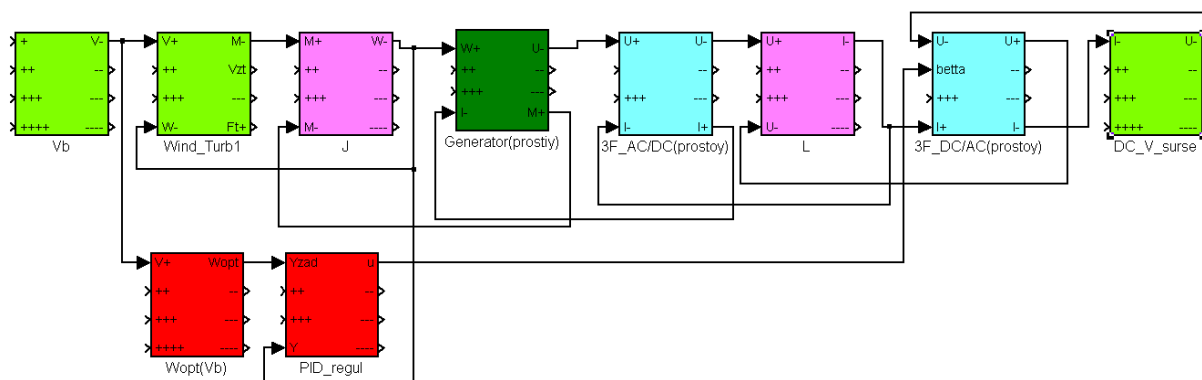 + V-
++ --
+++ ---
++++ ----
Vb
V+ M-
++ Vzt
+++ ---
W- Ft+
Wind_Turb1
M+ W-
++ --
+++ ---
M- ----
J
W+ U-
++ --
+++ ---
I- M+
Generator(prostiy)
U+ U-
++ --
+++ ---
I- I+
3F_AC/DC(prostoy)
U+ I-
++ --
+++ ---
U- ----
L
U- U+
betta --
+++ ---
I+ I-
3F_DC/AC(prostoy)
I- U-
++ --
+++ ---
++++ ----
DC_V_surse
V+ Wopt
++ --
+++ ---
++++ ----
Wopt(Vb)
Yzad u
++ --
+++ ---
Y ----
PID_regul